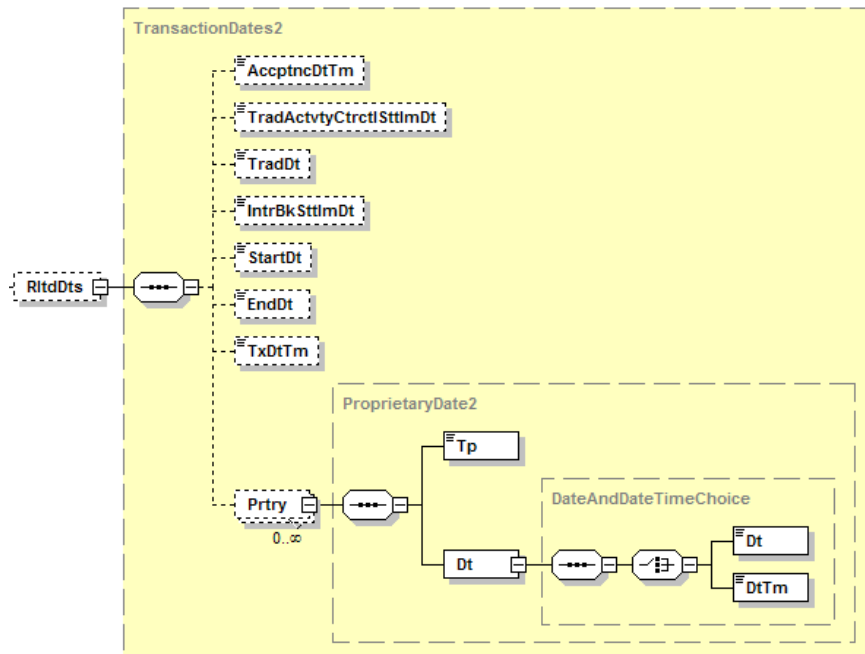 TransactionDates2
AccptncDtTm
TradActvtyCtrctlSttlmDt
TradDt
IntrBkSttlmDt
StartDt
RltdDts
EndDt
TxDtTm
ProprietaryDate2
Tp
Prtry
0..∞
DateAndDateTimeChoice
Dt
Dt
DtTm